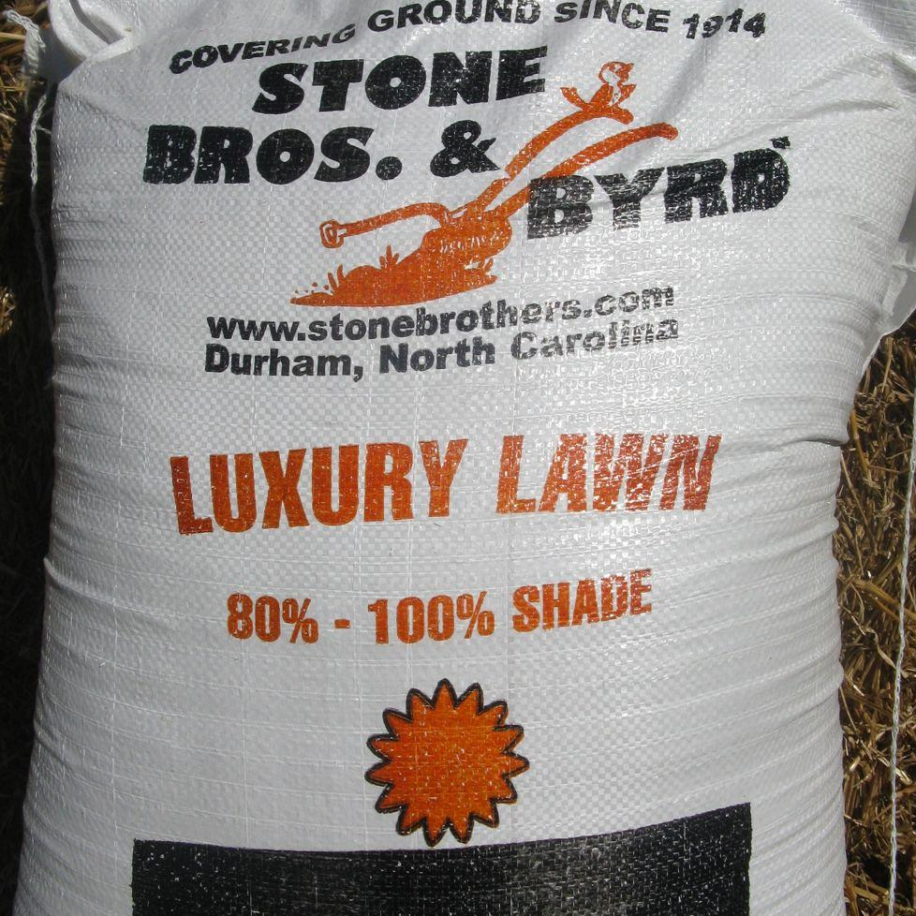 COVERING GROUND SINCE 1914
STONE
BROS. &
BYRD
www.stonebrothers.com
Durham, North Carolina
LUXURY LAWN
80% - 100% SHADE